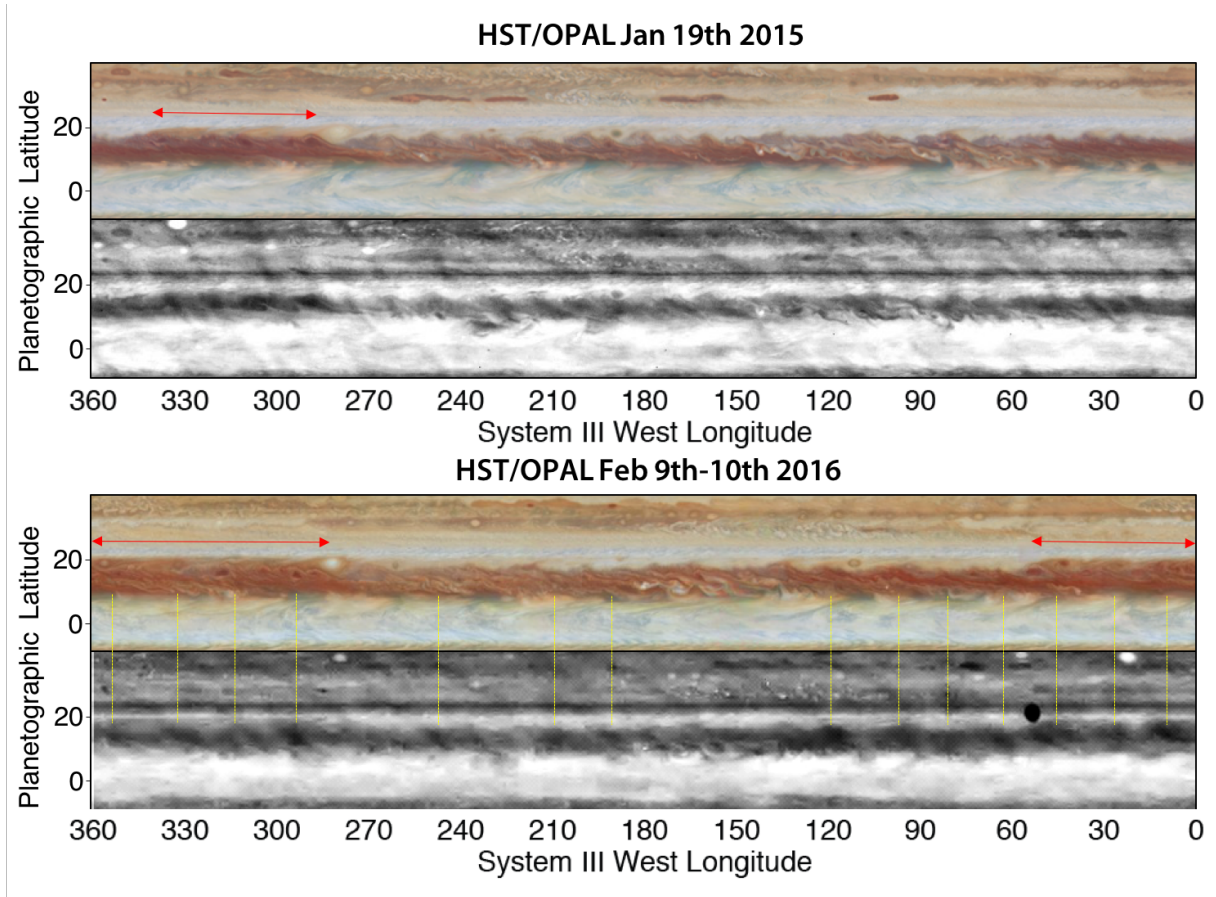 HST/OPAL Jan 19th 2015
Planetographic Latitude
20
0
20
0
360 330 300 270 240 210 180 150 120 90 60 30 0
System III West Longitude
HST/OPAL Feb 9th-10th 2016
Planetographic Latitude
20
0
20
0
360 330 300 270 240 210 180 150 120 90 60 30 0
System III West Longitude